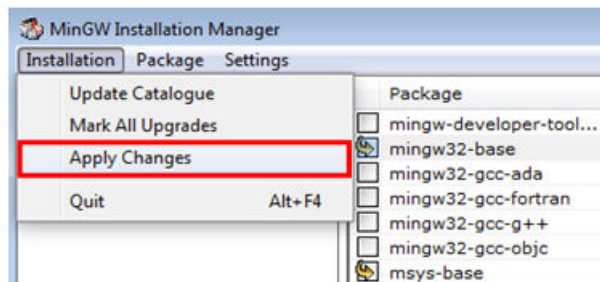 MinGW Installation Manager
Installation Package Settings
Update Catalogue
Mark All Upgrades
Apply Changes
Quit Alt+F4
Package
mingw-developer-tool...
mingw32-base
mingw32-gcc-ada
mingw32-gcc-fortran
mingw32-gcc-g++
mingw32-gcc-objc
msys-base